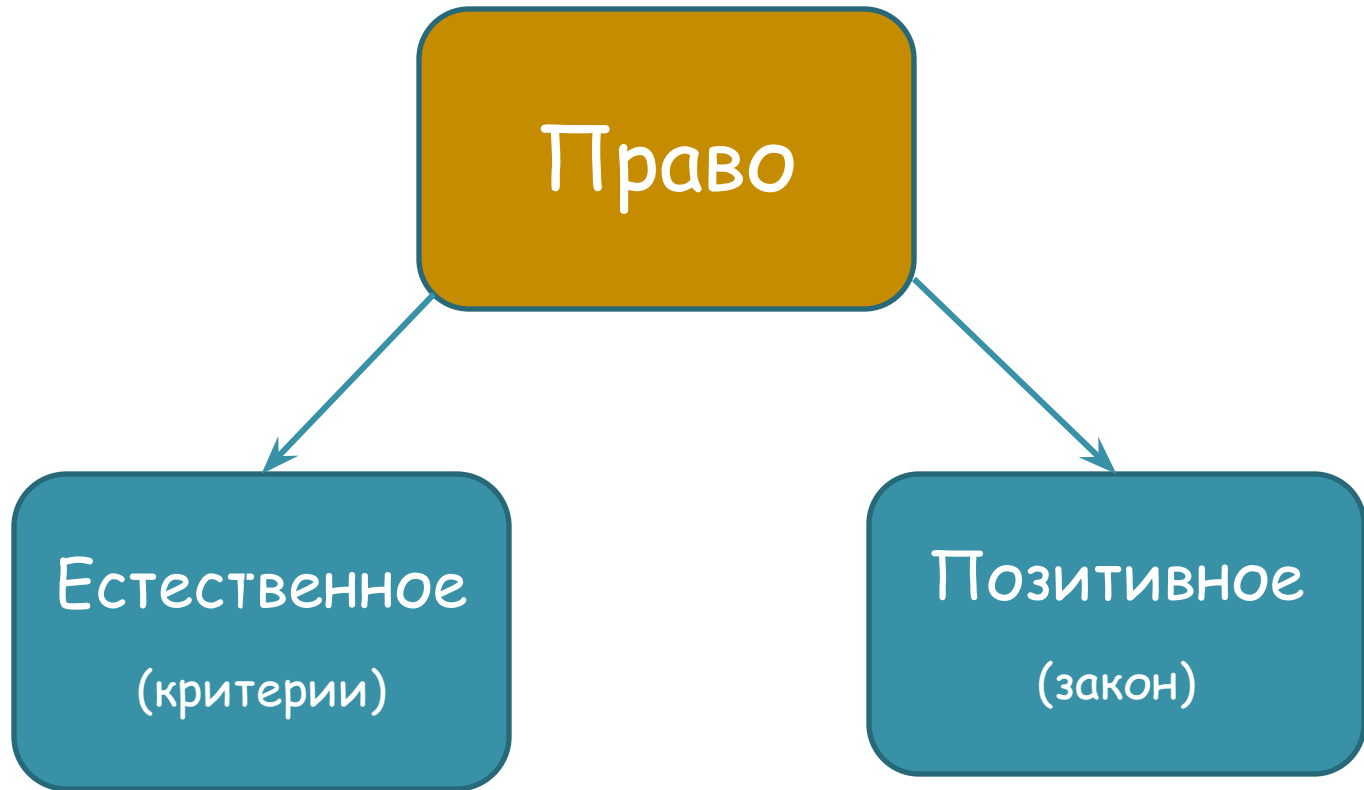 Право
Естественное
(критерии)
Позитивное
(закон)